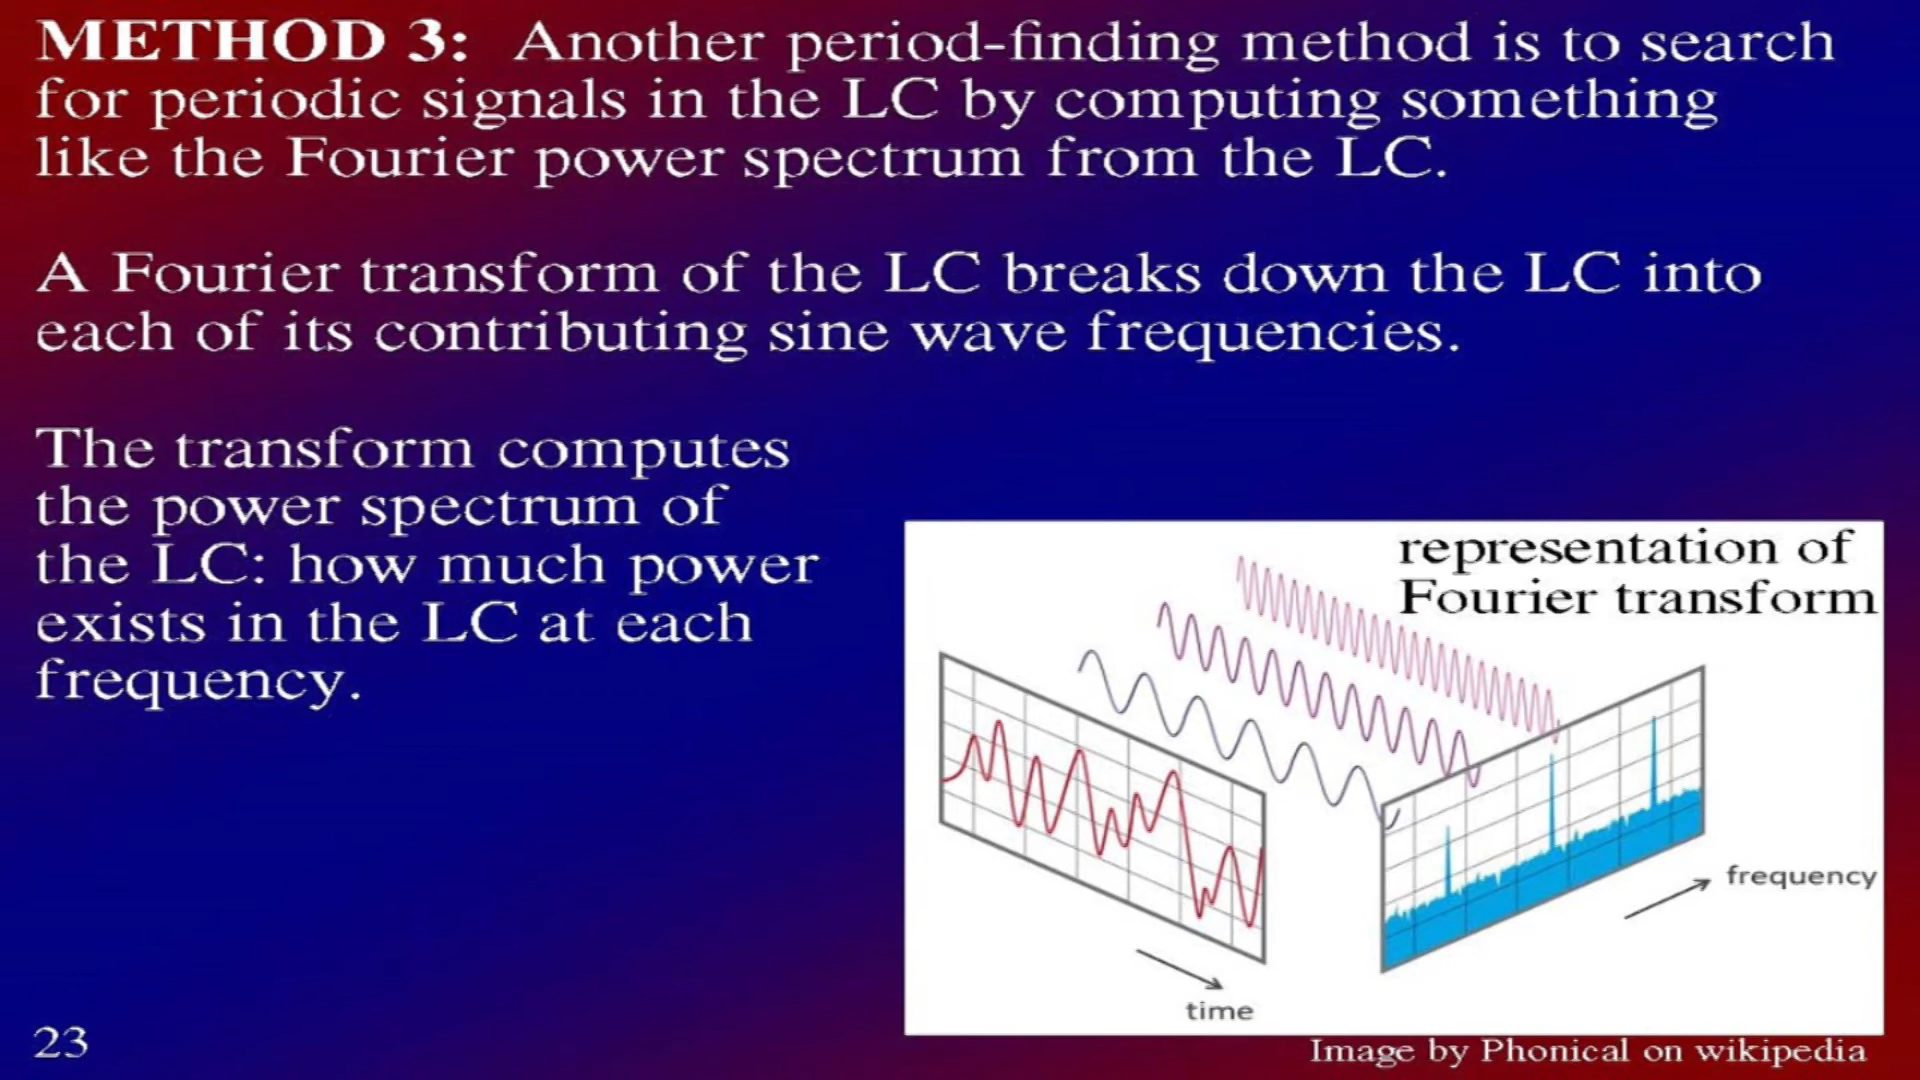 METHOD 3: Another period-finding method is to search
for periodic signals in the LC by computing something
like the Fourier power spectrum from the LC.
A Fourier transform of the LC breaks down the LC into
each of its contributing sine wave frequencies.
The transform computes
the power spectrum of
the LC: how much power
exists in the LC at each
frequency.
representation of
Fourier transform
frequency
time
23
Image by Phonical on wikipedia